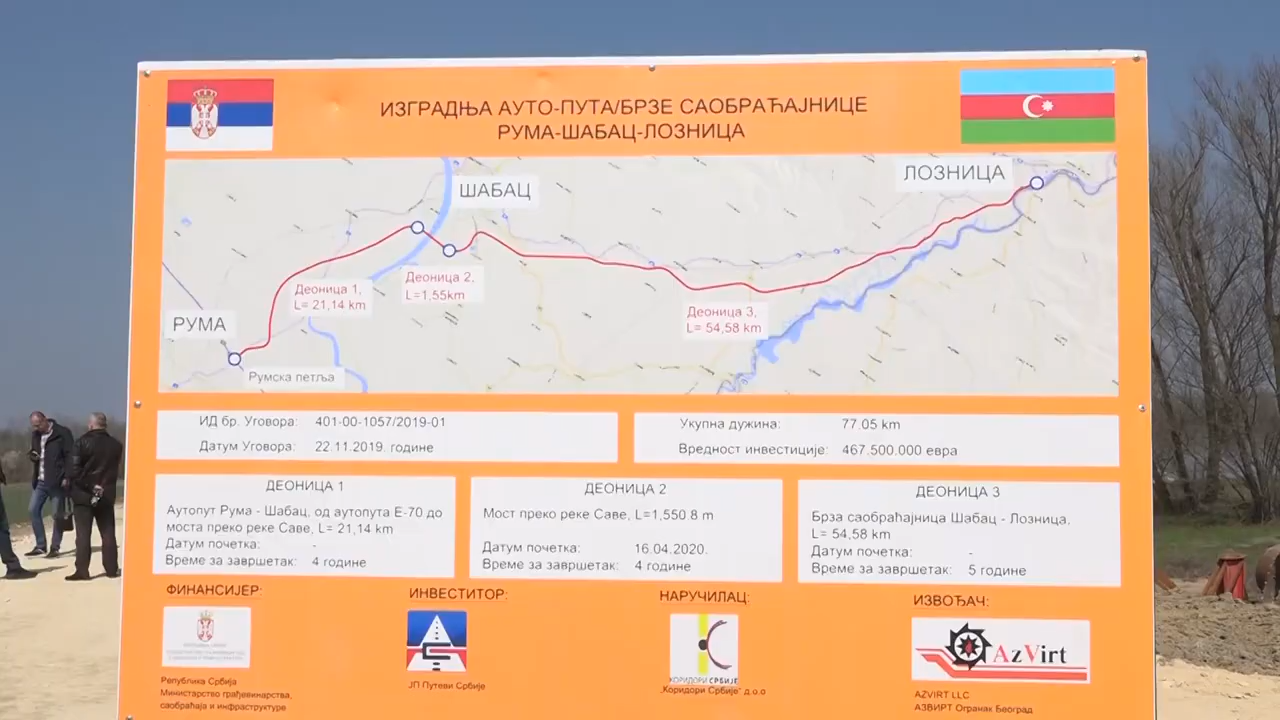 ИЗГРАДЊА АУТО-ПУТА/БРЗЕ САОБРАЋАЈНИЦЕ
РУМА-ШАБАЦ-ЛОЗНИЦА
ЛОЗНИЦА
ШАБАЦ
Деоница 1,
L= 21,14 km
Деоница 2,
L=1,55km
Деоница 3,
L= 54,58 km
РУМА
Румска петља
ИД бр. Уговора: 401-00-1057/2019-01
Датум Уговора: 22.11.2019. године
Укупна дужина: 77.05 km
Вредност инвестиције: 467.500.000 евра
ДЕОНИЦА 1
Аутопут Рума - Шабац, од аутопута Е-70 до
моста преко реке Саве, L= 21,14 km
Датум почетка: -
Време за завршетак: 4 године
ДЕОНИЦА 2
Мост преко реке Саве, L=1,550 8 m
Датум почетка: 16.04.2020.
Време за завршетак: 4 године
ДЕОНИЦА 3
Брза саобраћајница Шабац - Лозница,
L= 54,58 km
Датум почетка: -
Време за завршетак: 5 године
ФИНАНСИЈЕР:
Република Србија
Министарство грађевинарства,
саобраћаја и инфраструктуре
ИНВЕСТИТОР:
ЈП Путеви Србије
НАРУЧИЛАЦ:
КОРИДОРИ СРБИЈЕ
„Коридори Србије" д.о.о
ИЗВОЂАЧ:
AzVirt
AZVIRT LLC
АЗВИРТ Огранак Београд